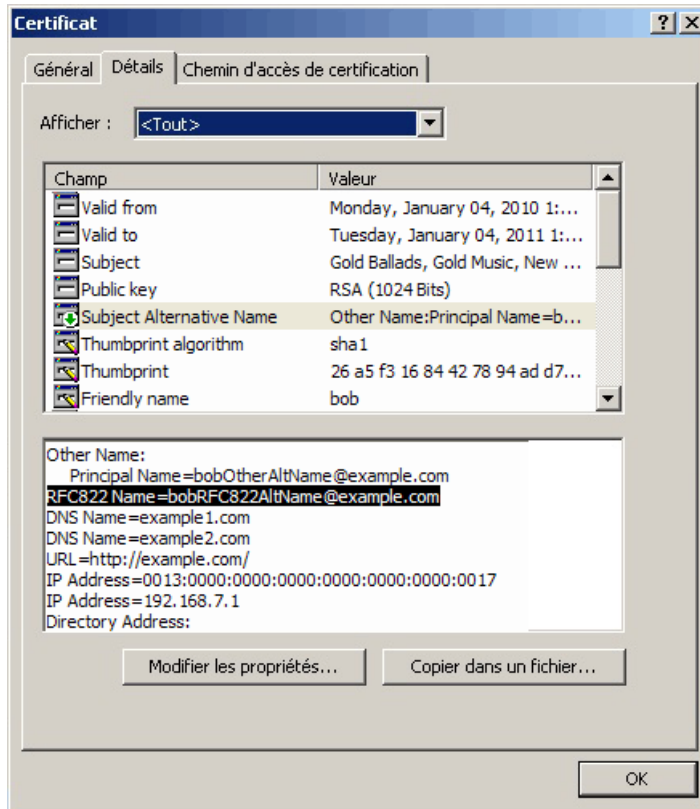 Certificat
Général Détails Chemin d'accès de certification
Afficher : <Tout>
Champ Valeur
Valid from Monday, January 04, 2010 1:...
Valid to Tuesday, January 04, 2011 1:...
Subject Gold Ballads, Gold Music, New ...
Public key RSA (1024 Bits)
Subject Alternative Name Other Name:Principal Name=b...
Thumbprint algorithm sha1
Thumbprint 26 a5 f3 16 84 42 78 94 ad d7...
Friendly name bob
Other Name:
Principal Name=bobOtherAltName@example.com
RFC822 Name=bobRFC822AltName@example.com
DNS Name=example1.com
DNS Name=example2.com
URL=http://example.com/
IP Address=0013:0000:0000:0000:0000:0000:0000:0017
IP Address=192.168.7.1
Directory Address:
Modifier les propriétés... Copier dans un fichier...
OK